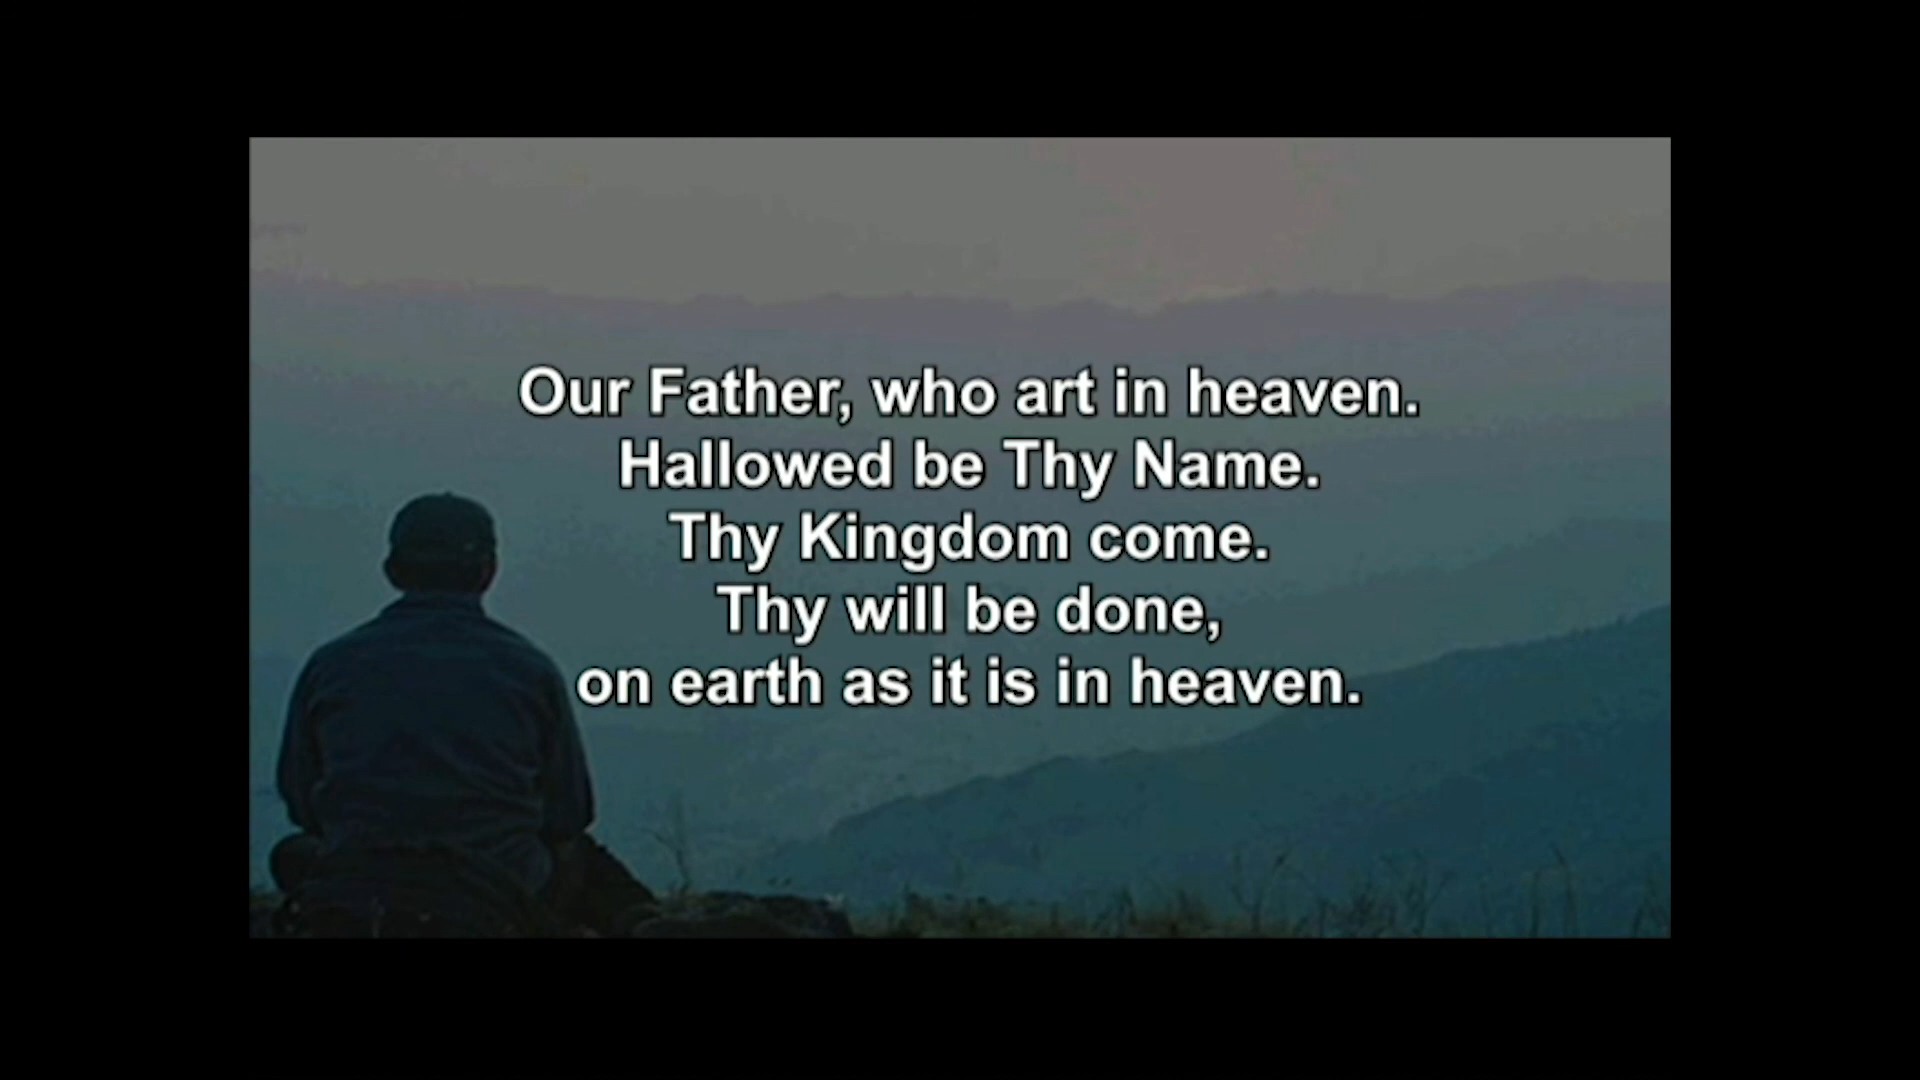 Our Father, who art in heaven.
Hallowed be Thy Name.
Thy Kingdom come.
Thy will be done,
on earth as it is in heaven.